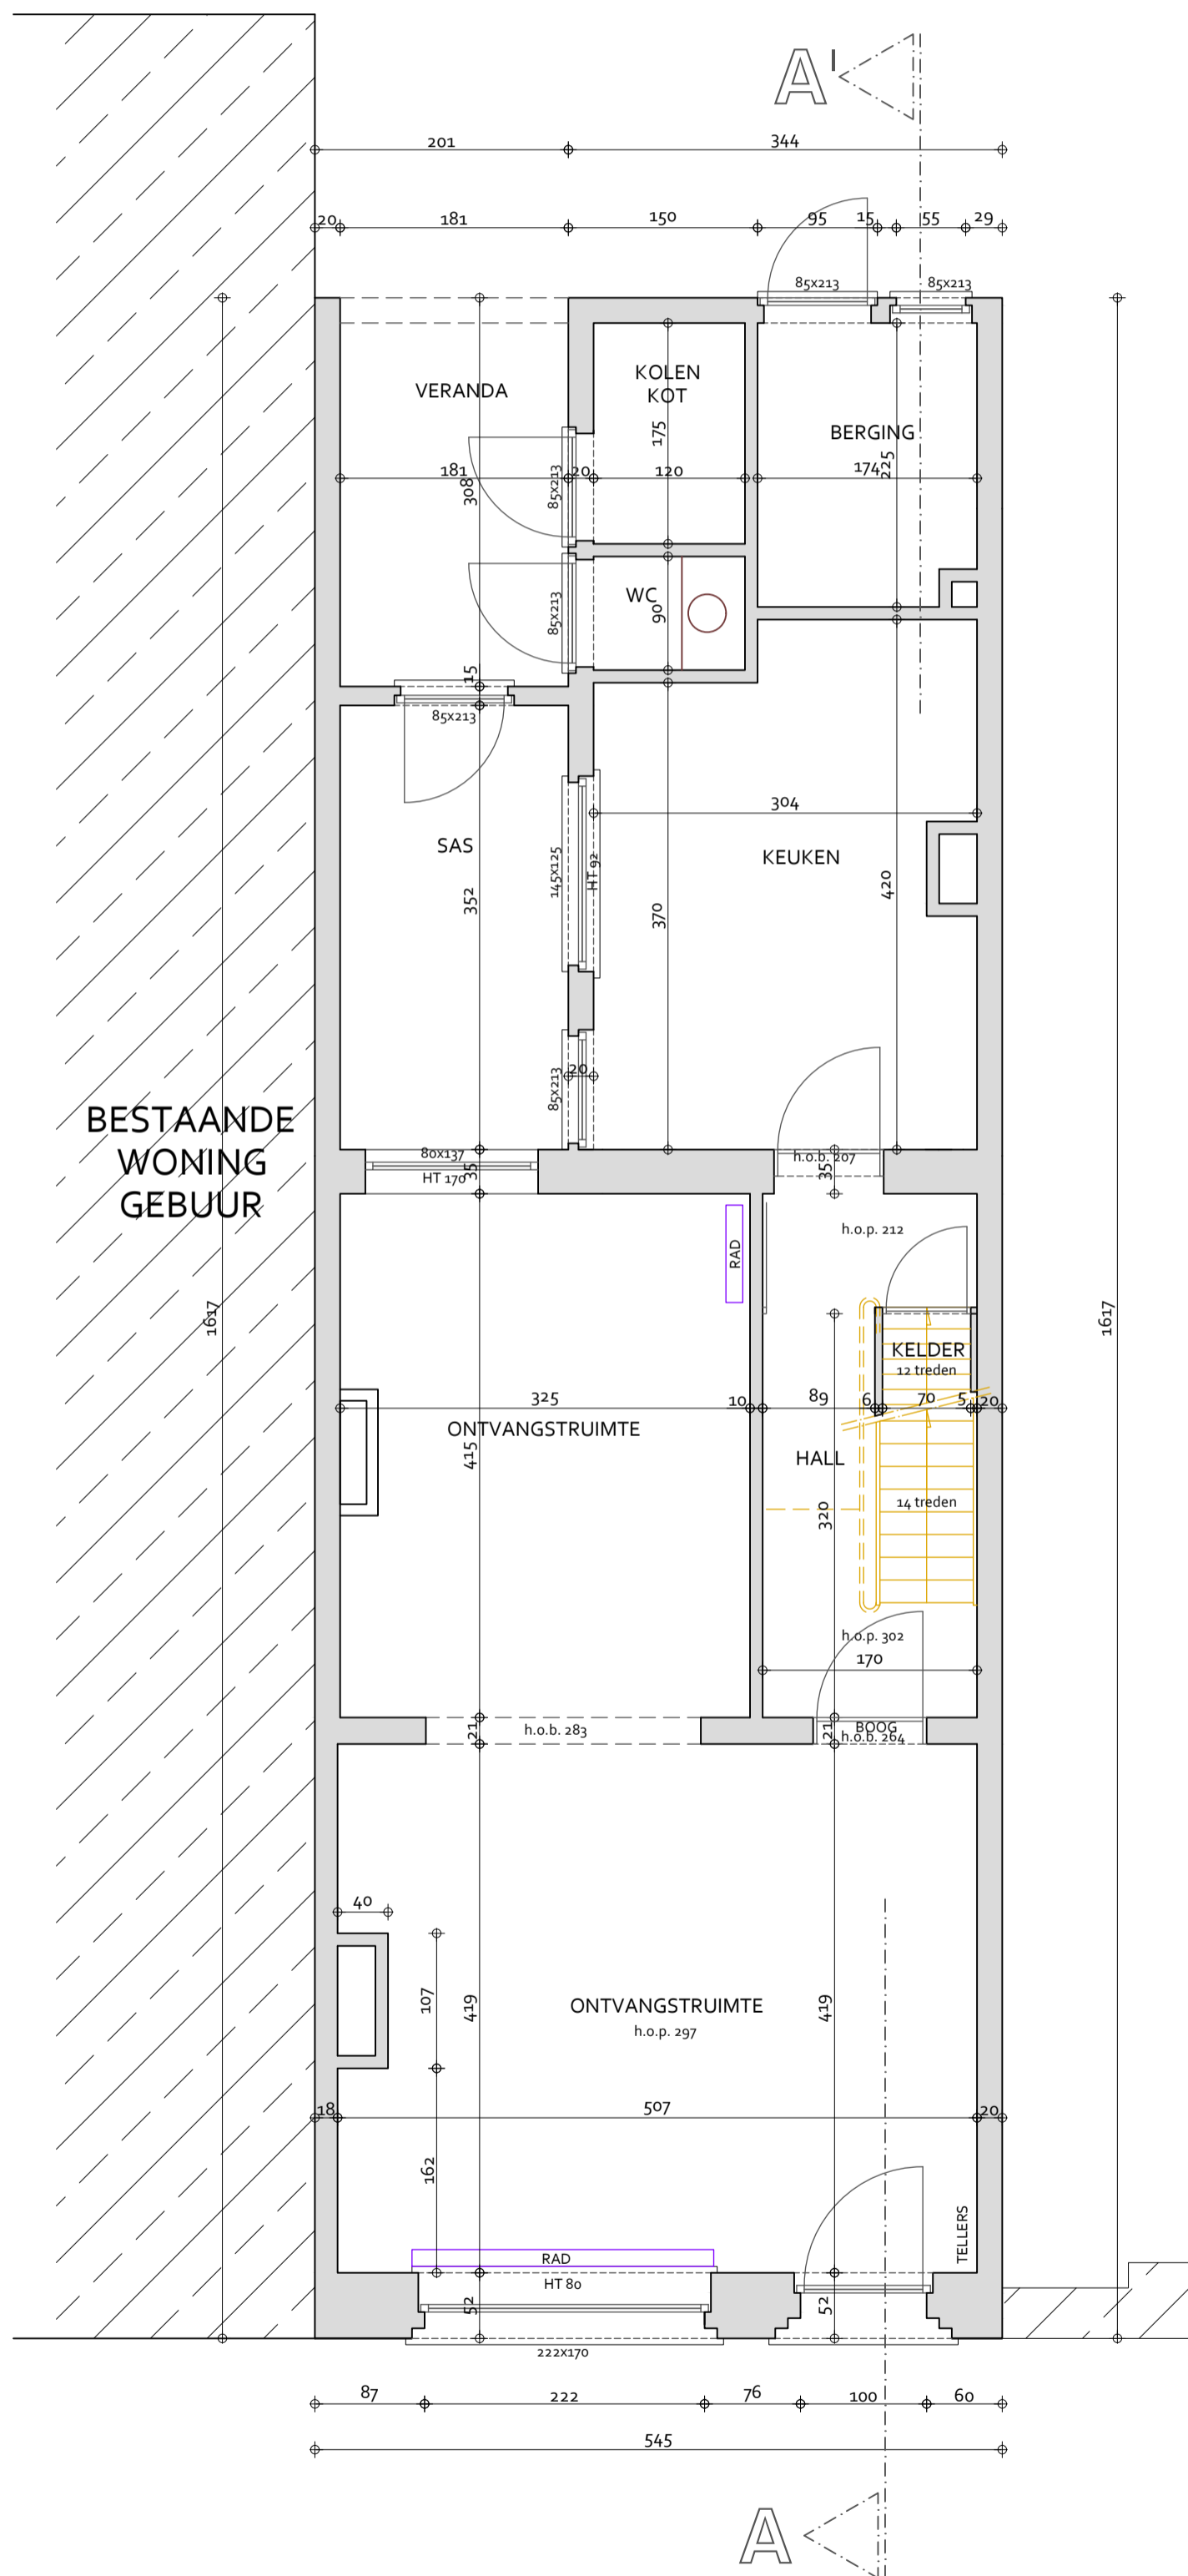 A'
201
344
20
181
150
95
15
55
29
85x213
85x213
VERANDA
KOLEN
KOT
BERGING
175
181
308
85x213
20
120
174
225
WC
90
85x213
15
85x213
304
SAS
KEUKEN
145x125
HT 92
352
370
420
20
85x213
BESTAANDE
WONING
GEBUUR
80x137
HT 170
35
h.o.b. 207
35
h.o.p. 212
RAD
1617
1617
KELDER
12 treden
325
10
89
6
70
5
20
ONTVANGSTRUIMTE
415
HALL
14 treden
320
h.o.p. 302
170
21
h.o.b. 283
21
BOOG
h.o.b. 264
40
107
419
ONTVANGSTRUIMTE
h.o.p. 297
419
18
507
20
162
TELLERS
RAD
HT 80
52
52
222x170
87
222
76
100
60
545
A